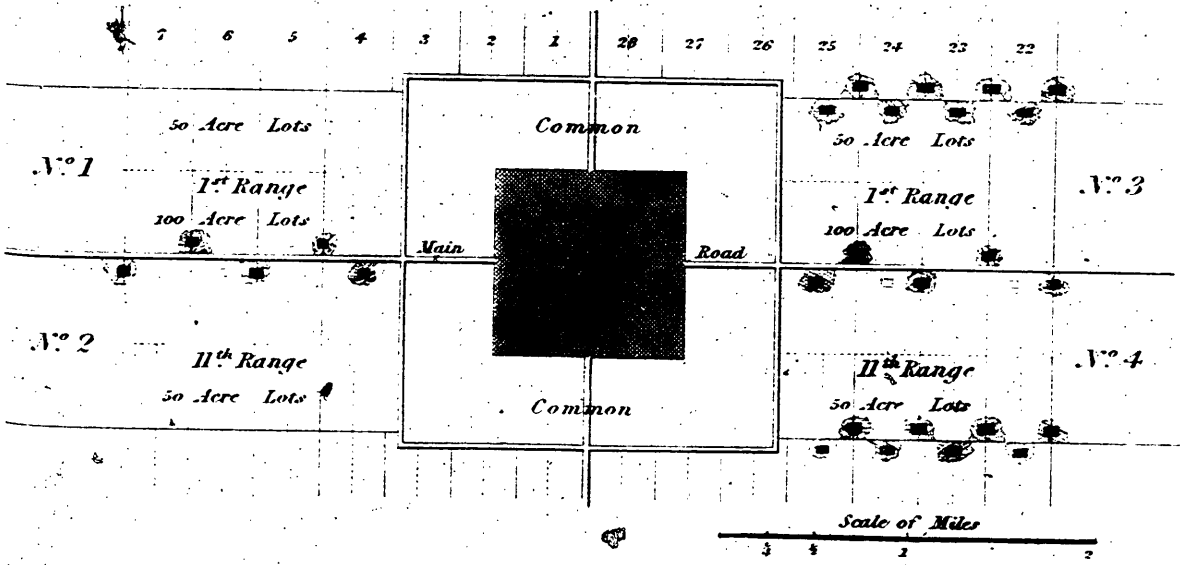 7 6 5 4 3 2 1 28 27 26 25 24 23 22
50 Acre Lots
Common
50 Acre Lots
No. 1
1st Range
1st Range
No. 3
100 Acre Lots
100 Acre Lots
Main
Road
No. 2
11th Range
11th Range
No. 4
50 Acre Lots
Common
50 Acre Lots
Scale of Miles
1 2